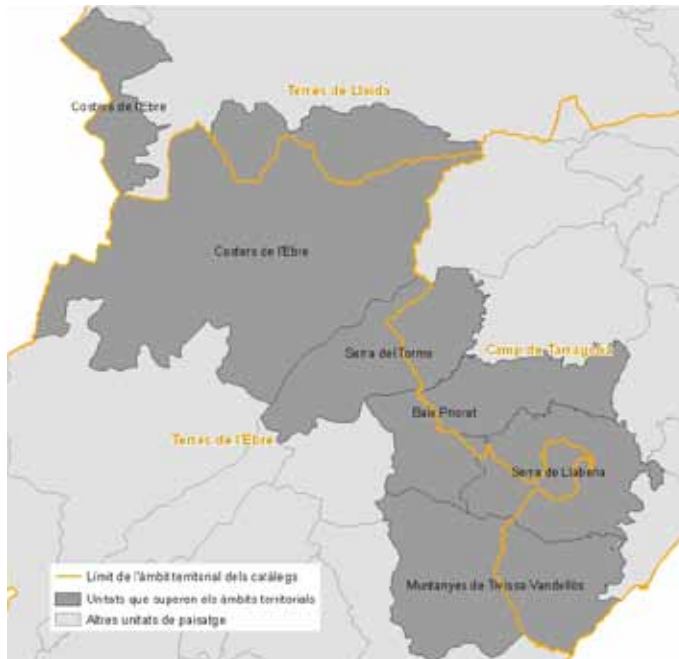 Terres de Lleida
Costers de l'Ebre
Costers de l'Ebre
Serra del Tormo
Camp de Tarragona
Baix Priorat
Terres de l'Ebre
Serra de Llaberia
Límit de l'àmbit territorial dels catàlegs
Unitats que superen els àmbits territorials
Muntanyes de Tivissa-Vandellòs
Altres unitats de paisatge